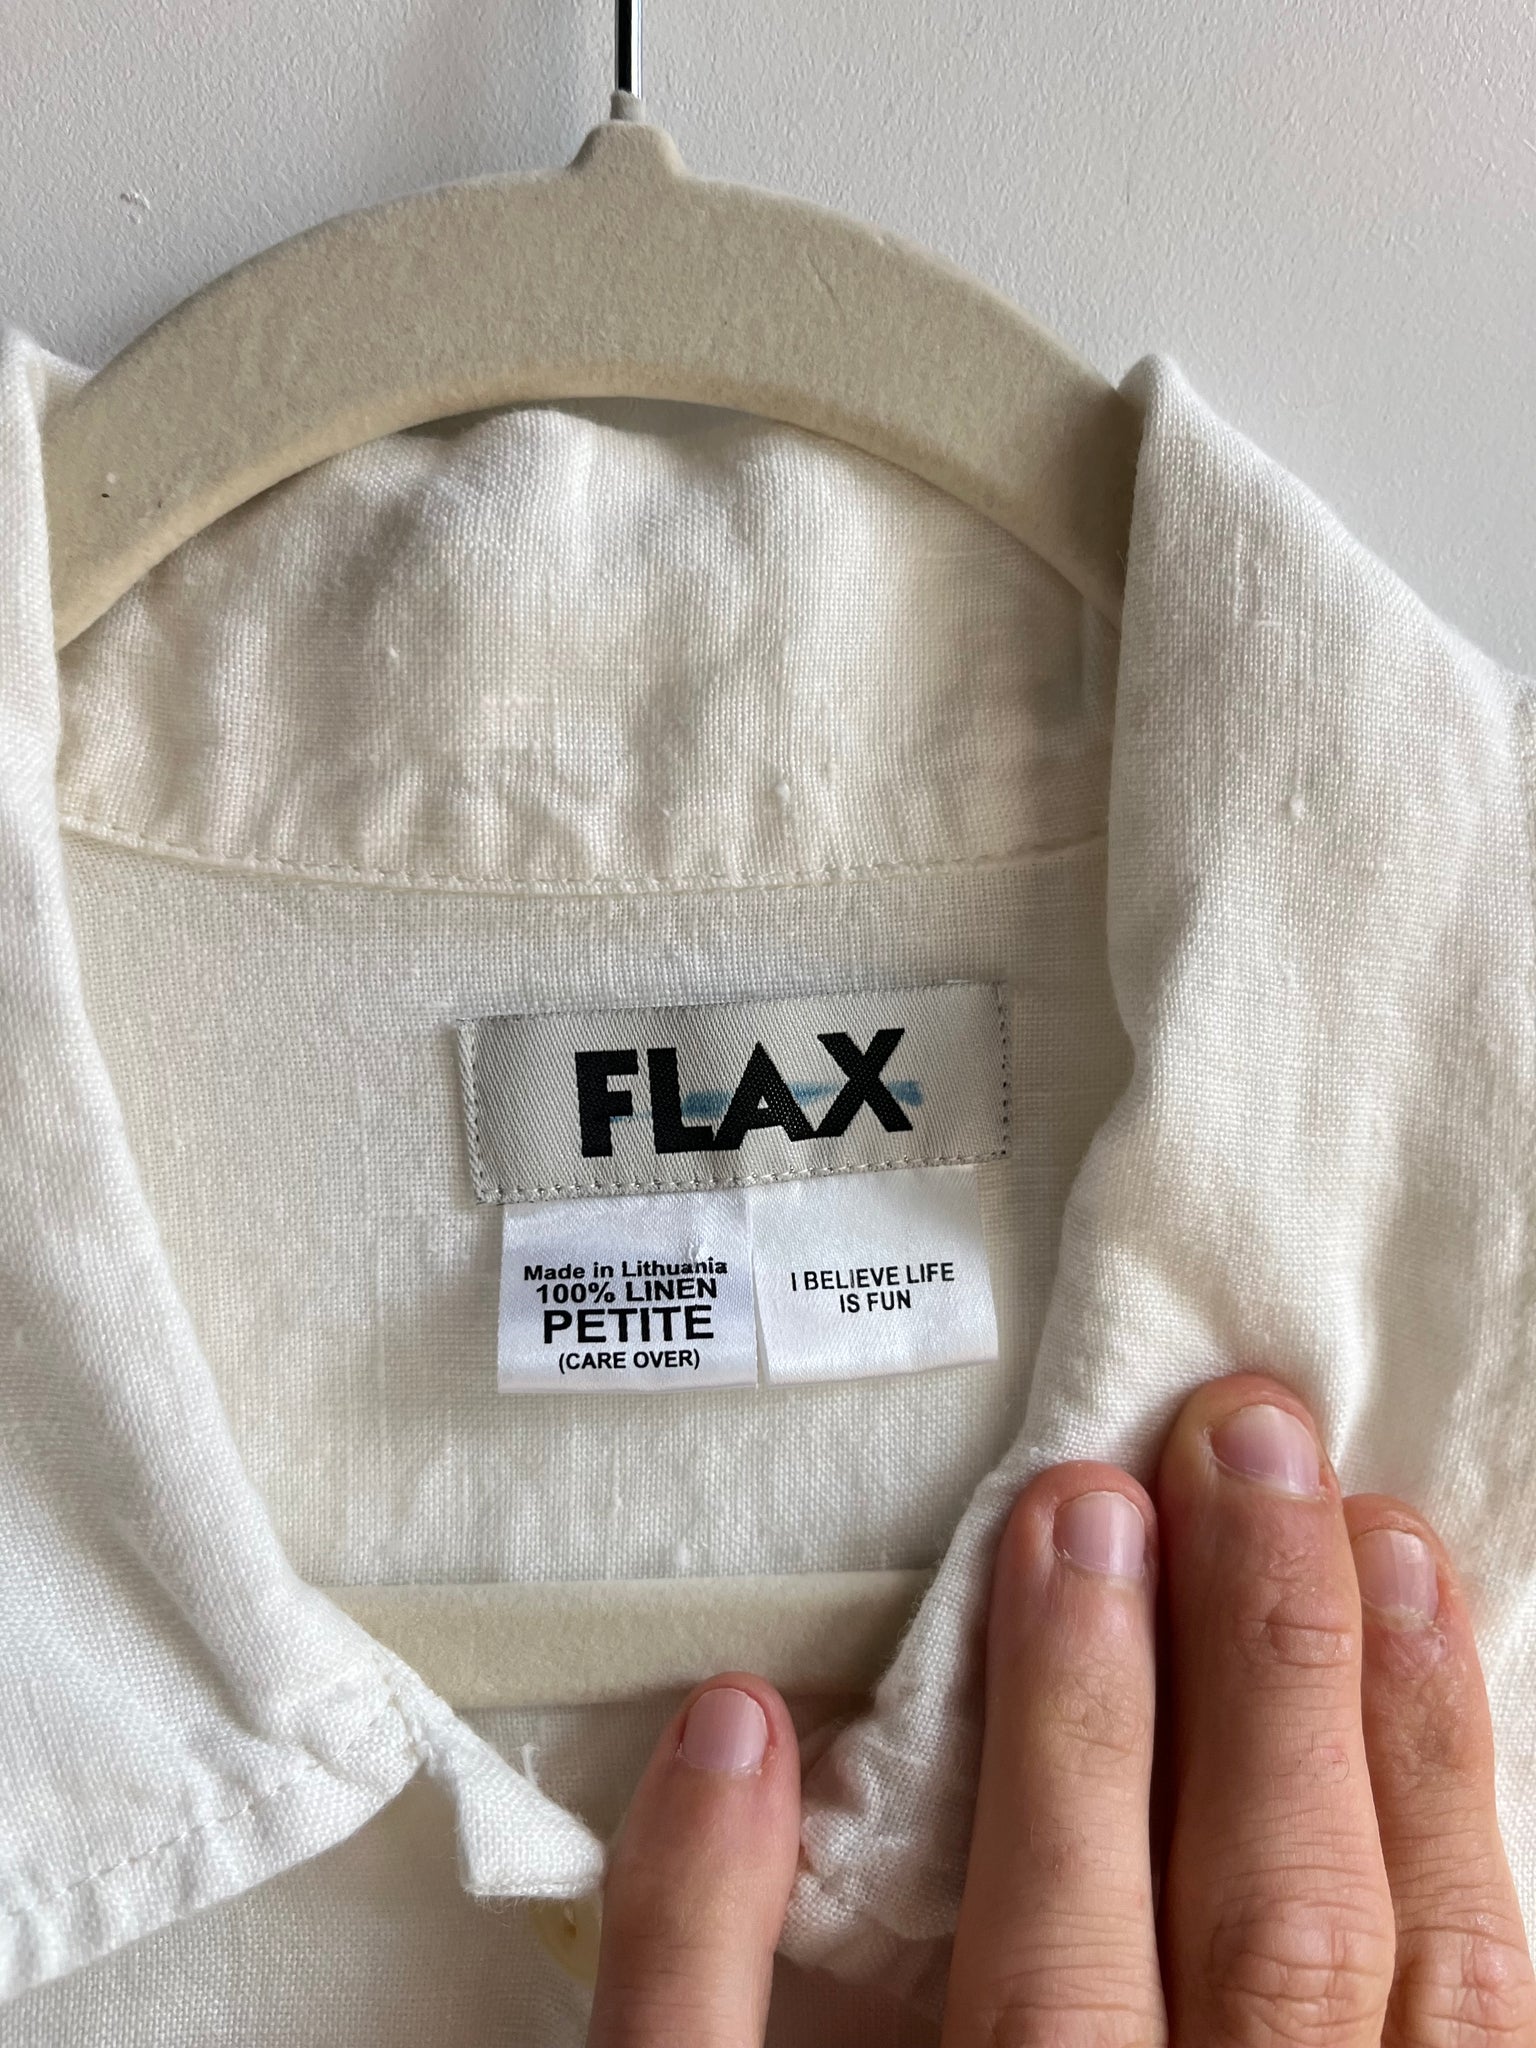 FLAX
Made in Lithuania
100% LINEN
PETITE
(CARE OVER)
I BELIEVE LIFE
IS FUN